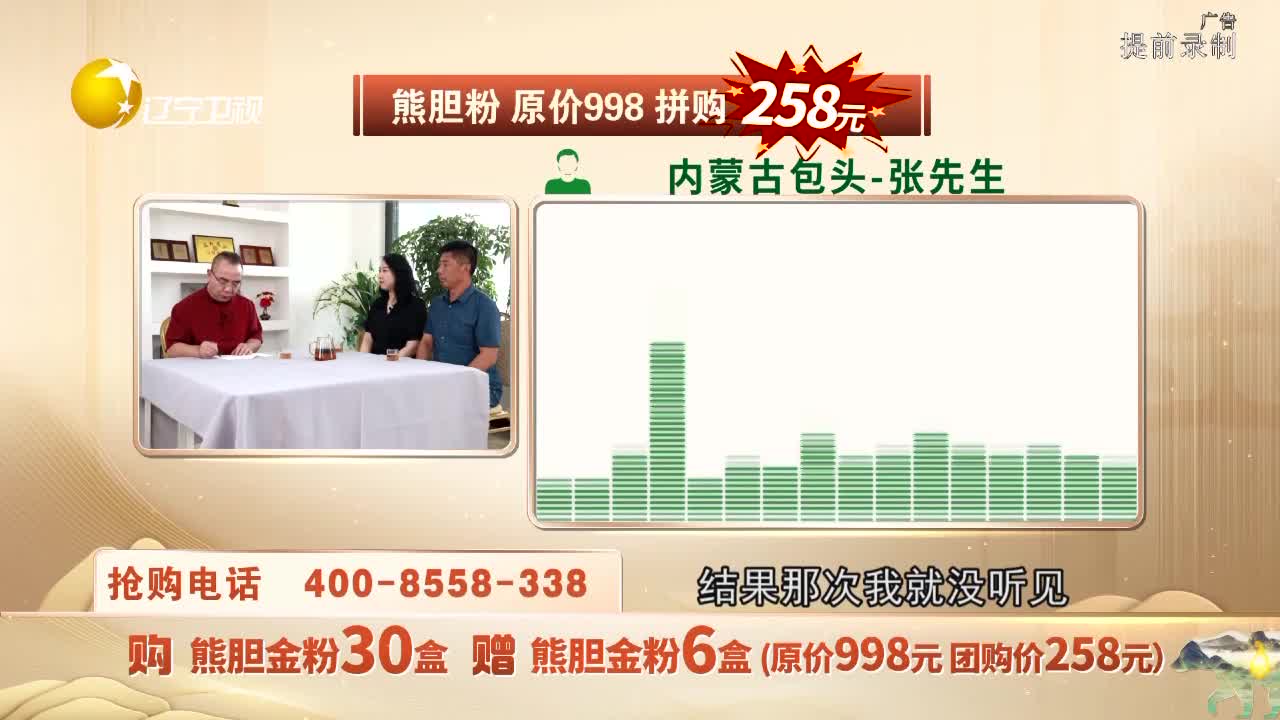 广告
提前录制
辽宁卫视
熊胆粉 原价998 拼购 258元
内蒙古包头-张先生
抢购电话 400-8558-338
结果那次我就没听见
购 熊胆金粉30盒 赠 熊胆金粉6盒 (原价998元 团购价258元)